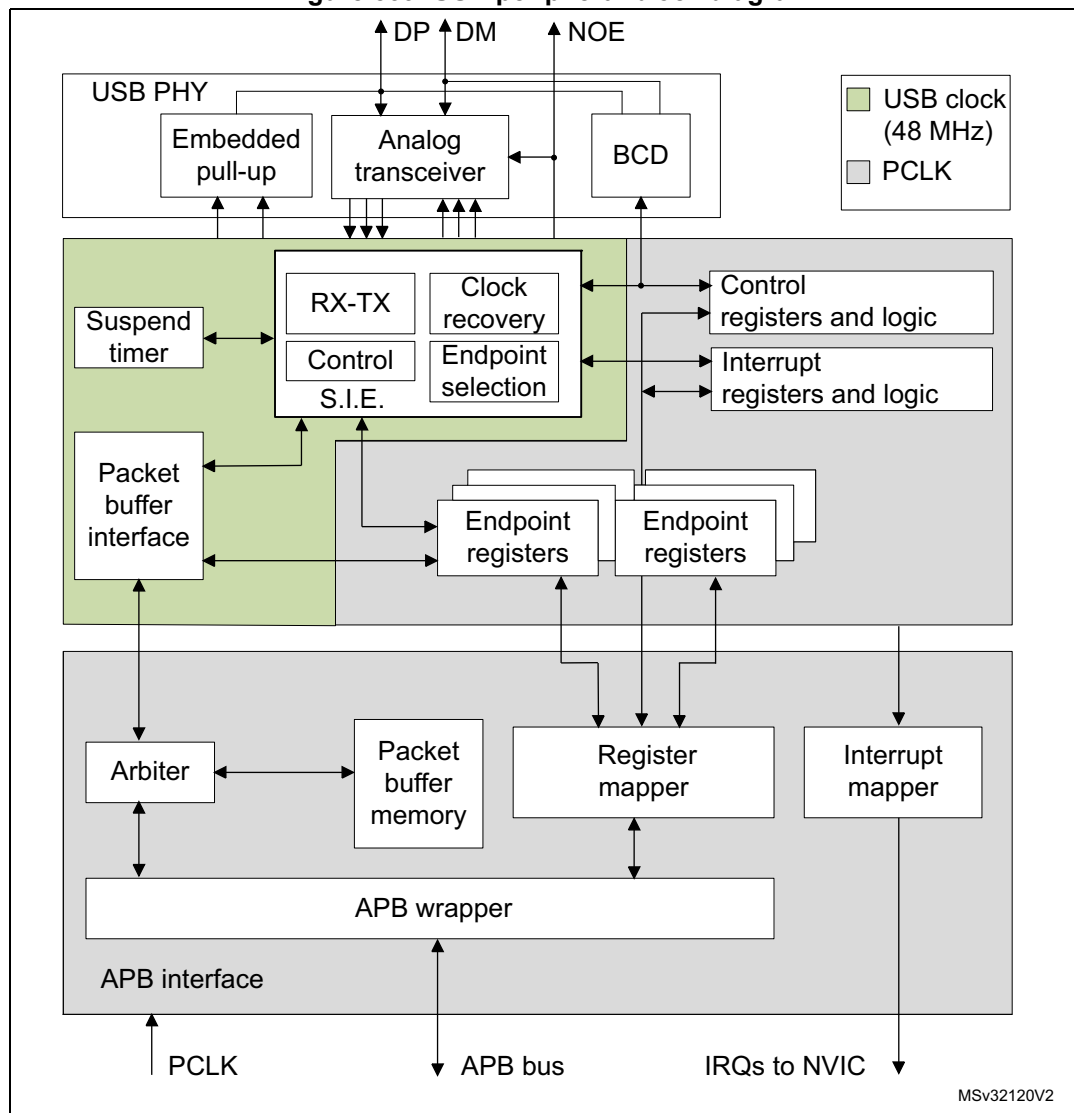 DP DM NOE
USB PHY
Embedded
pull-up
Analog
transceiver
BCD
USB clock
(48 MHz)
PCLK
Suspend
timer
RX-TX
Clock
recovery
Control
Endpoint
selection
S.I.E.
Control
registers and logic
Interrupt
registers and logic
Packet
buffer
interface
Endpoint
registers
Endpoint
registers
Arbiter
Packet
buffer
memory
Register
mapper
Interrupt
mapper
APB wrapper
APB interface
PCLK
APB bus
IRQs to NVIC
MSv32120V2